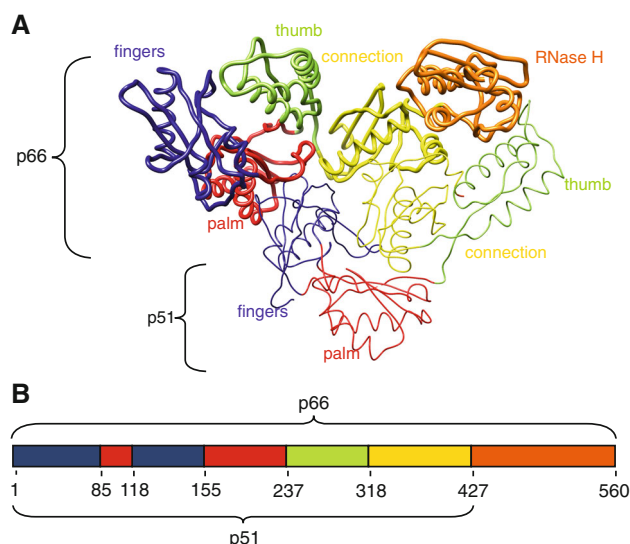 A
thumb
fingers
connection
RNase H
p66
palm
thumb
connection
p51
fingers
palm
B
p66
1 85 118 155 237 318 427 560
p51